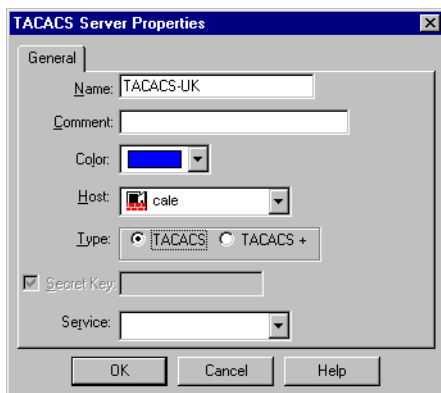 TACACS Server Properties
General
Name: TACACS-UK
Comment:
Color:
Host: cale
Type: TACACS TACACS +
Secret Key:
Service:
OK Cancel Help